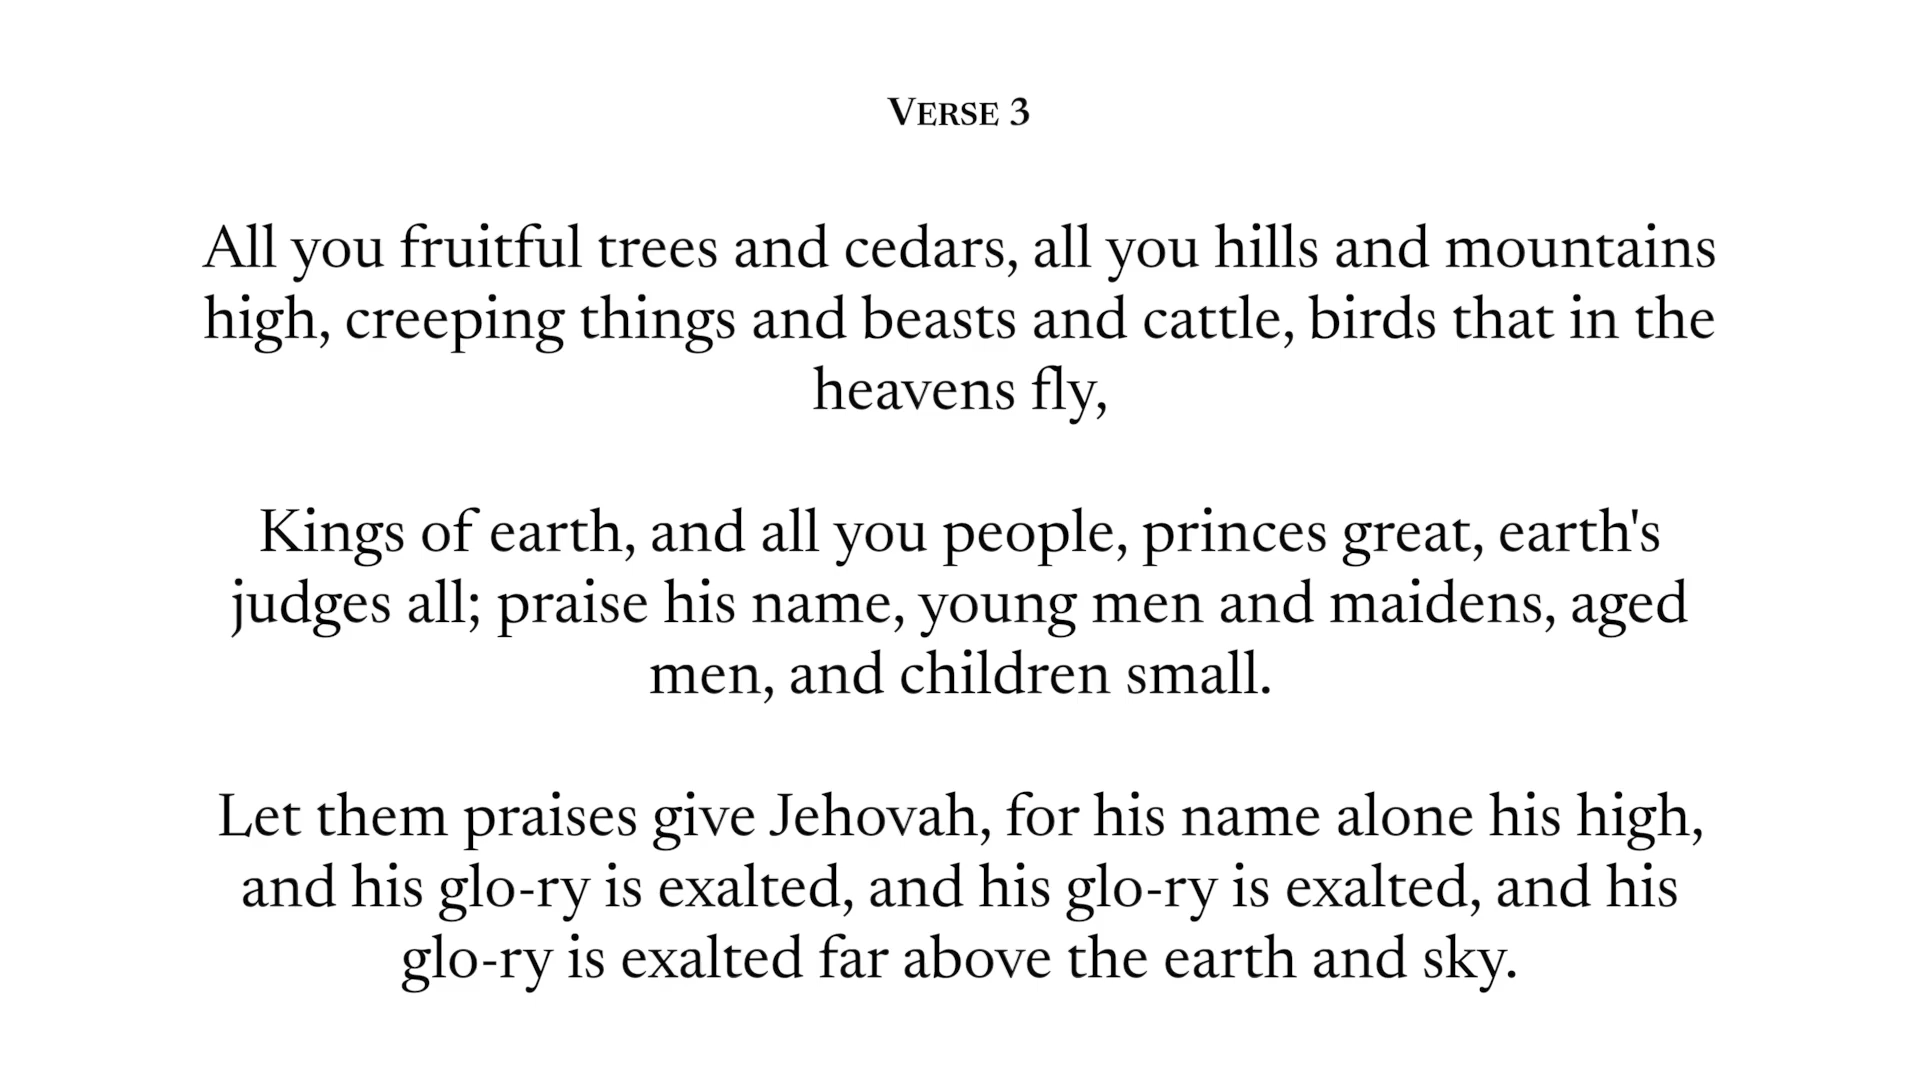 VERSE 3
All you fruitful trees and cedars, all you hills and mountains
high, creeping things and beasts and cattle, birds that in the
heavens fly,
Kings of earth, and all you people, princes great, earth's
judges all; praise his name, young men and maidens, aged
men, and children small.
Let them praises give Jehovah, for his name alone his high,
and his glo-ry is exalted, and his glo-ry is exalted, and his
glo-ry is exalted far above the earth and sky.